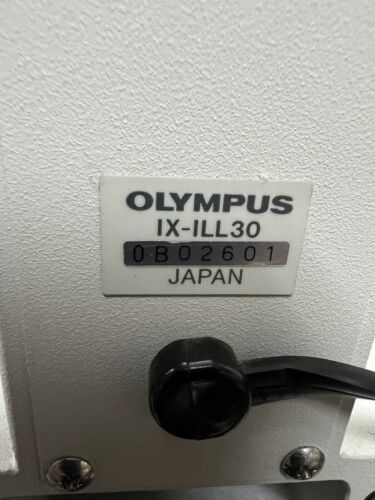 OLYMPUS
IX-ILL30
0B02601
JAPAN